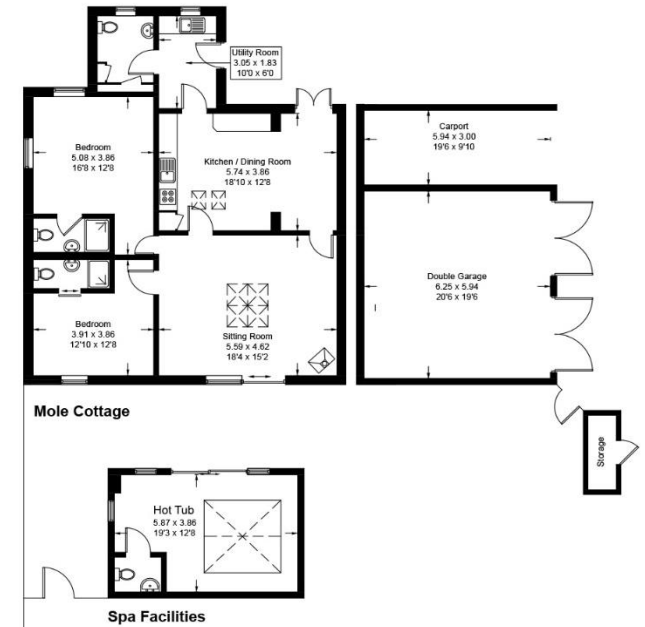 Utility Room
3.05 x 1.83
10'0 x 6'0
Bedroom
5.08 x 3.86
16'8 x 12'8
Kitchen / Dining Room
5.74 x 3.86
18'10 x 12'8
Carport
5.94 x 3.00
19'6 x 9'10
Double Garage
6.25 x 5.94
20'6 x 19'6
Bedroom
3.91 x 3.86
12'10 x 12'8
Sitting Room
5.59 x 4.62
18'4 x 15'2
Mole Cottage
Storage
Hot Tub
5.87 x 3.86
19'3 x 12'8
Spa Facilities